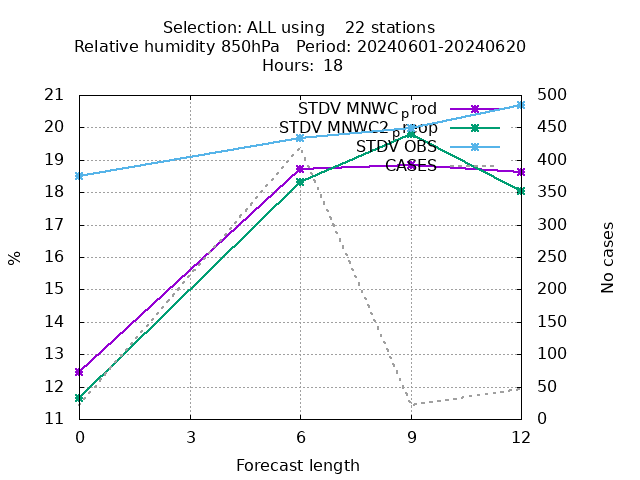 Selection: ALL using 22 stations
Relative humidity 850hPa Period: 20240601-20240620
Hours: 18
STDV MNWC_prod
STDV MNWC2_preop
STDV OBS
CASES
21
20
19
18
17
16
15
14
13
12
11
500
450
400
350
300
250
200
150
100
50
0
%
No cases
0 3 6 9 12
Forecast length